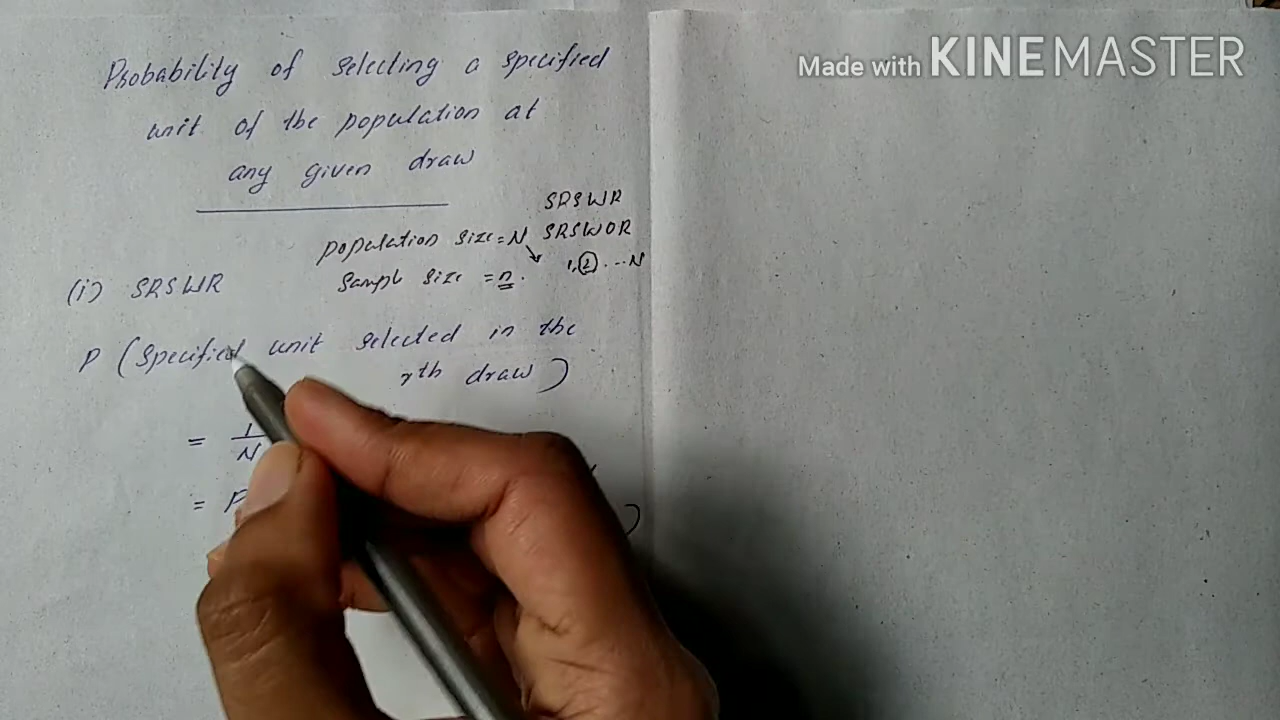 Probability of selecting a specified
unit of the population at
any given draw
SRSWR
population size = N SRSWOR
1, 2 ... N
(i) SRSWR sample size = n.
P (Specified unit selected in the
rth draw)
= 1/N
= P
)
Made with KINEMASTER